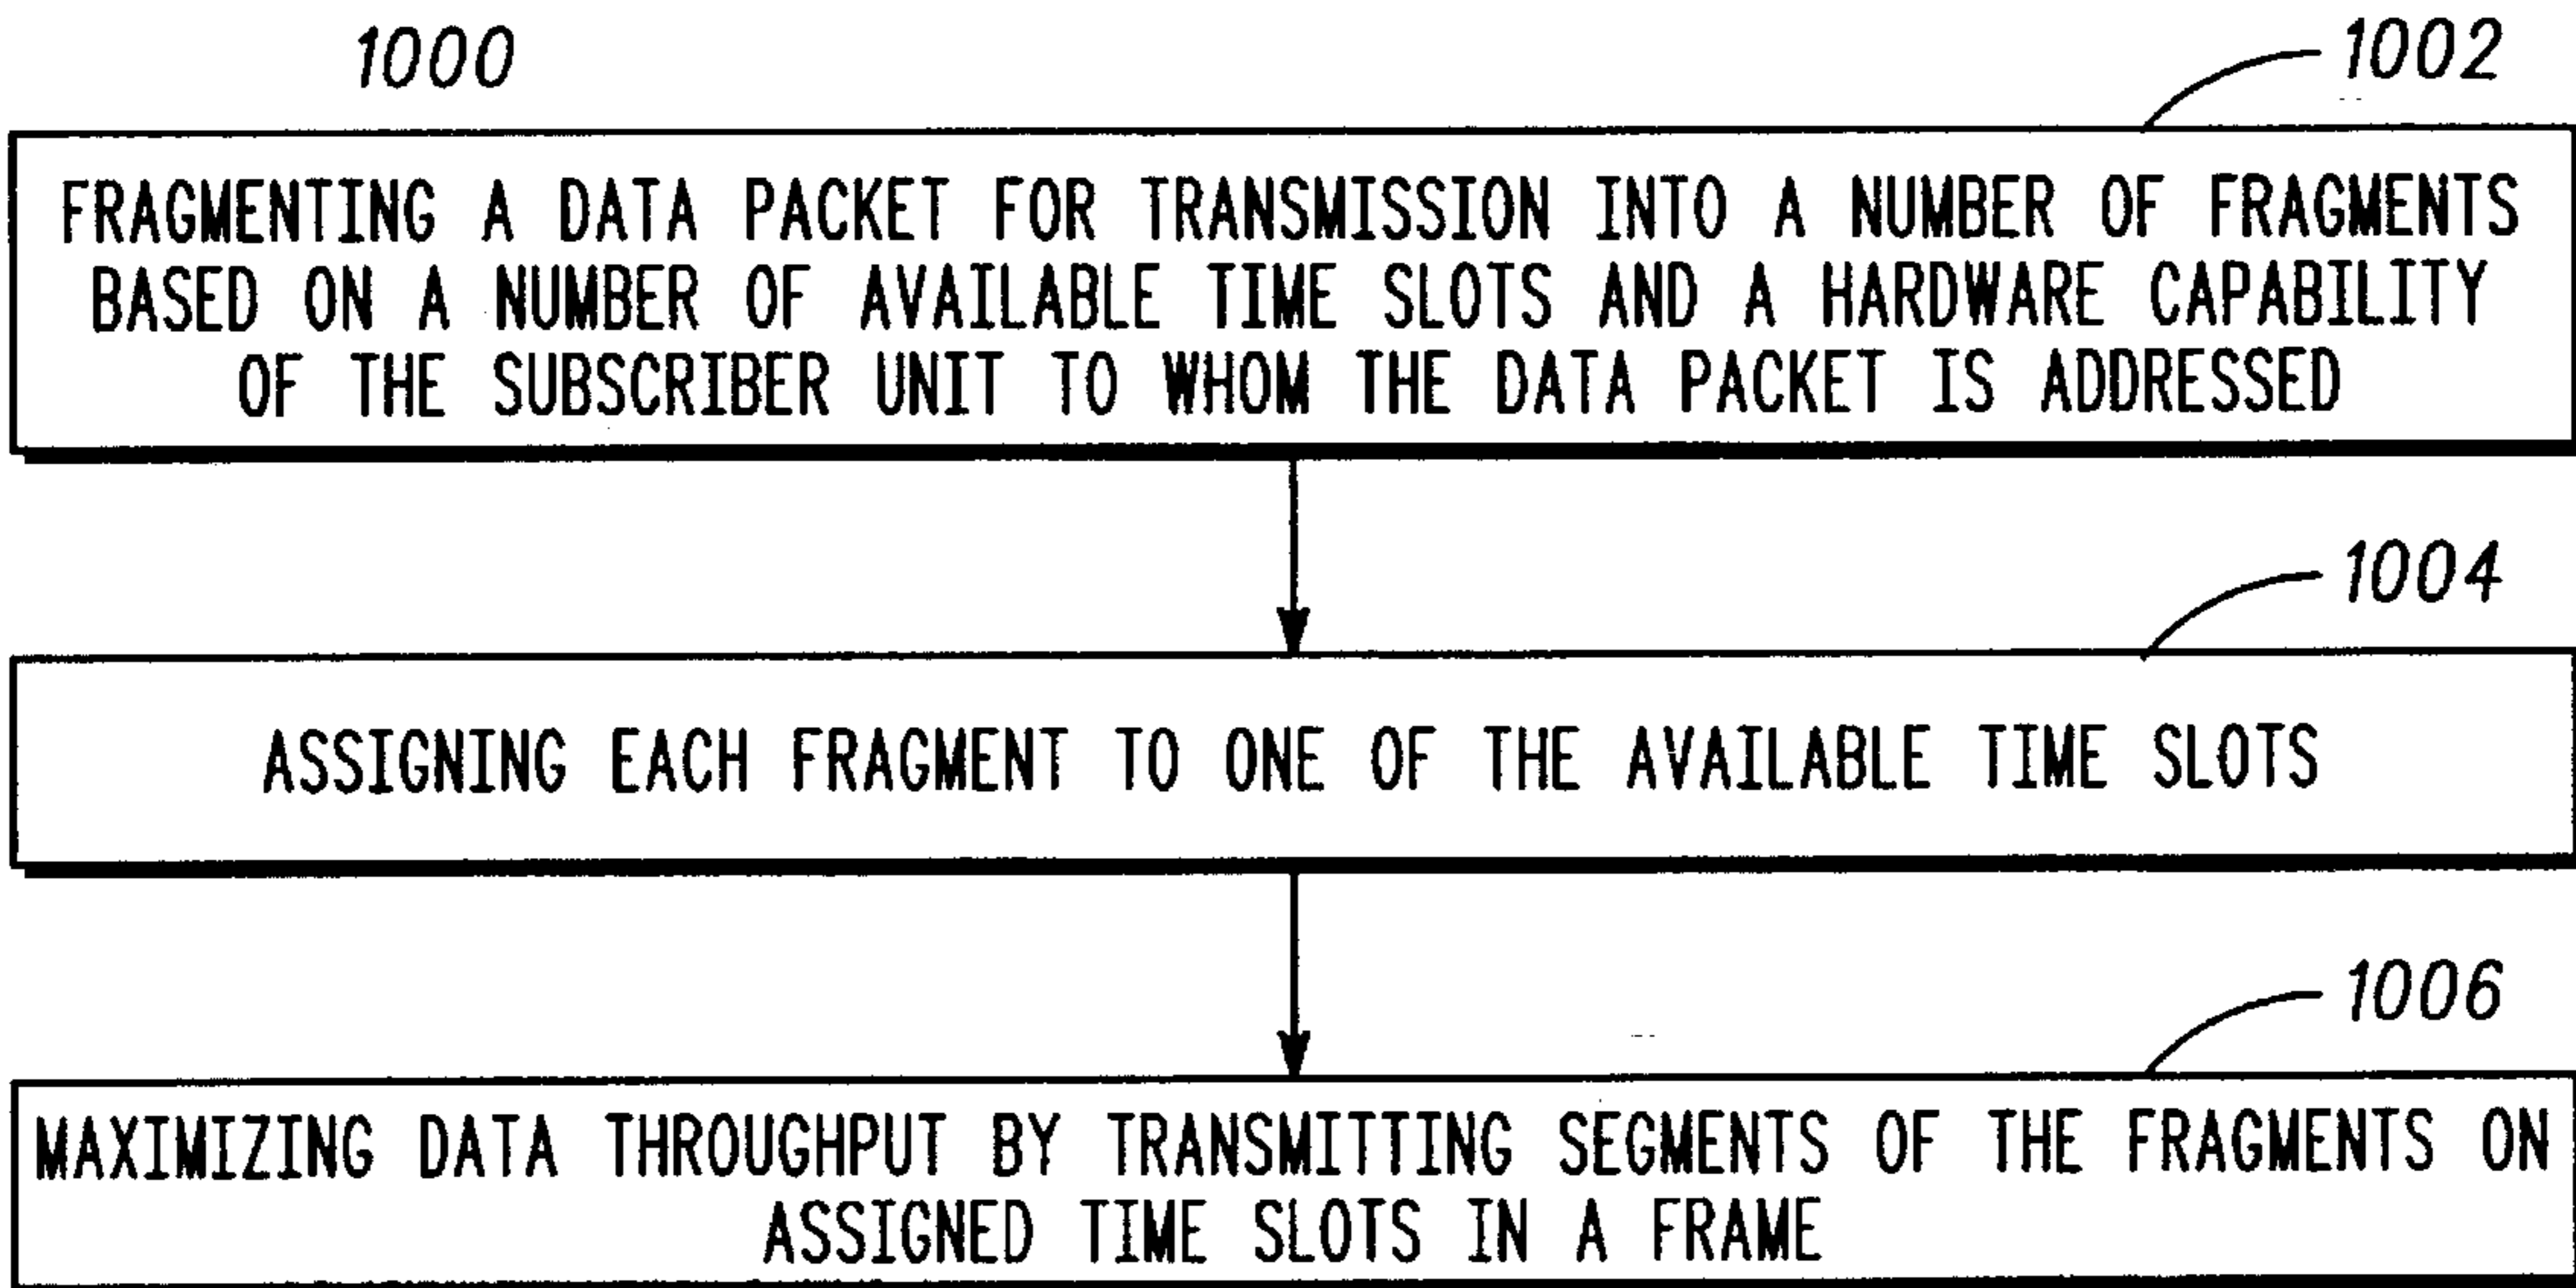 1000
1002
FRAGMENTING A DATA PACKET FOR TRANSMISSION INTO A NUMBER OF FRAGMENTS
BASED ON A NUMBER OF AVAILABLE TIME SLOTS AND A HARDWARE CAPABILITY
OF THE SUBSCRIBER UNIT TO WHOM THE DATA PACKET IS ADDRESSED
1004
ASSIGNING EACH FRAGMENT TO ONE OF THE AVAILABLE TIME SLOTS
1006
MAXIMIZING DATA THROUGHPUT BY TRANSMITTING SEGMENTS OF THE FRAGMENTS ON
ASSIGNED TIME SLOTS IN A FRAME